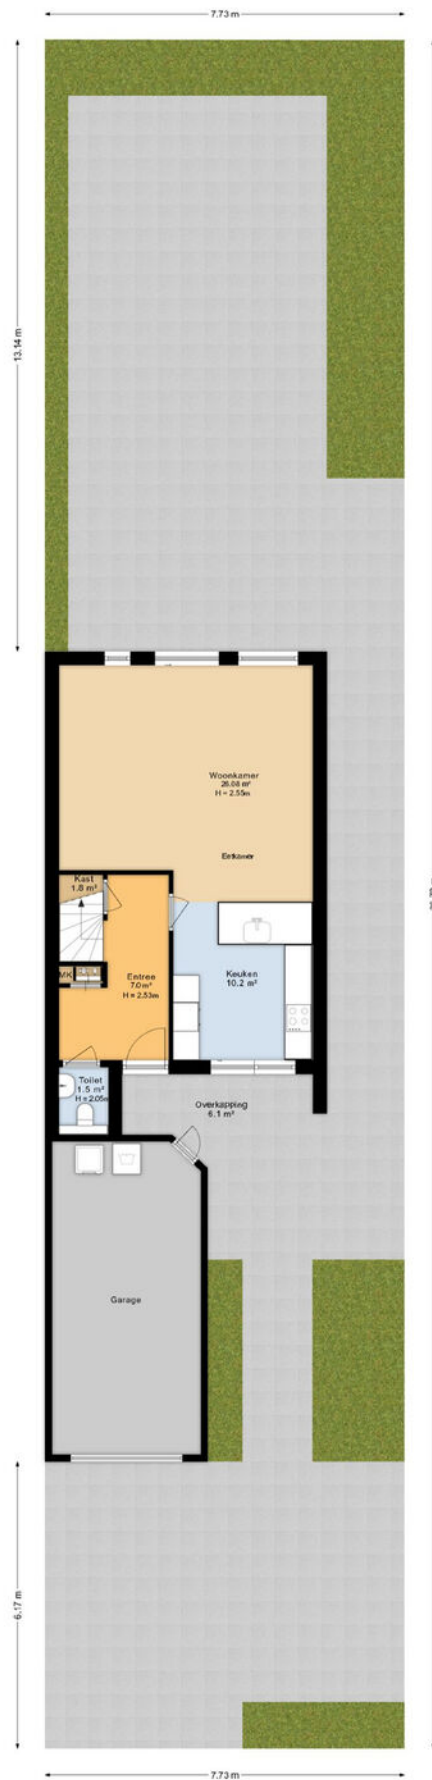 7.73 m
13.14 m
Woonkamer
26.08 m²
H = 2.55m
Eetkamer
Kast
1.8 m²
MK
Entree
7.0 m²
H = 2.53m
Keuken
10.2 m²
Toilet
1.5 m²
H = 2.05m
Overkapping
6.1 m²
Garage
6.17 m
7.73 m